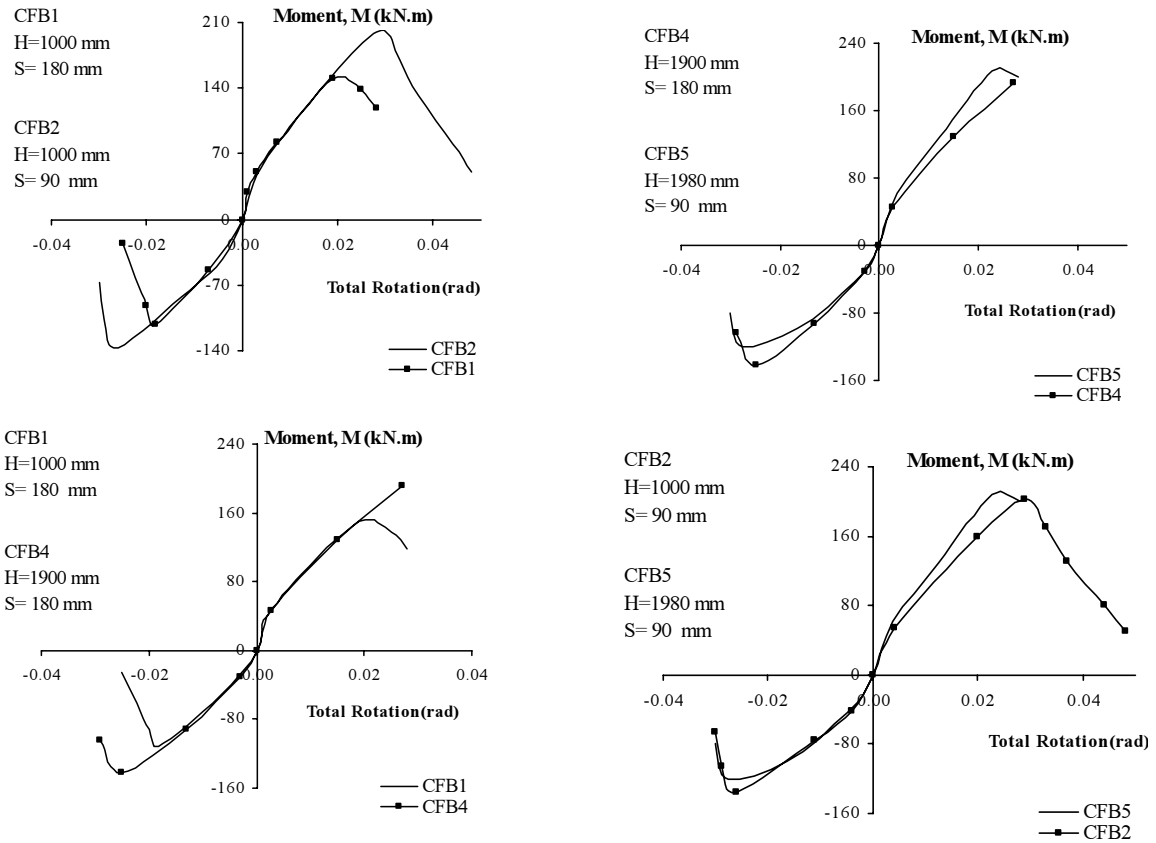 CFB1
H=1000 mm
S= 180 mm
CFB2
H=1000 mm
S= 90 mm
Moment, M (kN.m)
210
140
70
0
-70
-140
-0.04
-0.02
0.00
0.02
0.04
Total Rotation(rad)
CFB2
CFB1
CFB4
H=1900 mm
S= 180 mm
CFB5
H=1980 mm
S= 90 mm
Moment, M (kN.m)
240
160
80
0
-80
-160
-0.04
-0.02
0.00
0.02
0.04
Total Rotation(rad)
CFB5
CFB4
CFB1
H=1000 mm
S= 180 mm
CFB4
H=1900 mm
S= 180 mm
Moment, M (kN.m)
240
160
80
0
-80
-160
-0.04
-0.02
0.00
0.02
0.04
Total Rotation(rad)
CFB1
CFB4
CFB2
H=1000 mm
S= 90 mm
CFB5
H=1980 mm
S= 90 mm
Moment, M (kN.m)
240
160
80
0
-80
-160
-0.04
-0.02
0.00
0.02
0.04
Total Rotation(rad)
CFB5
CFB2